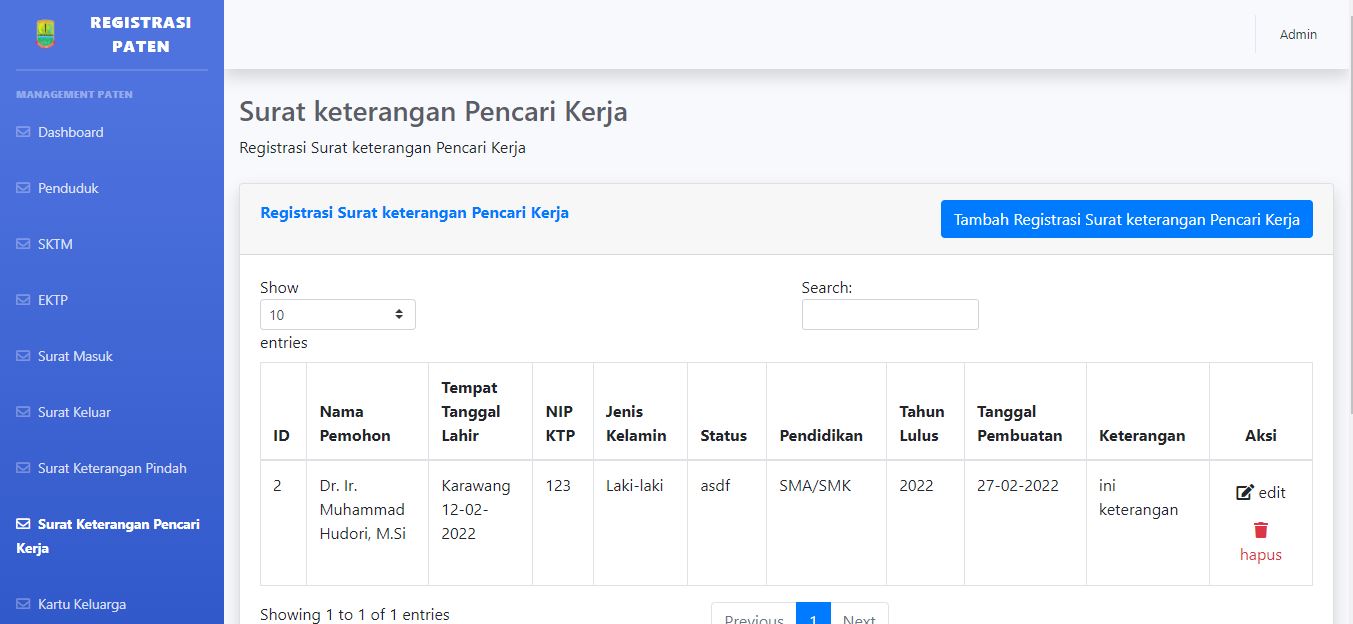 REGISTRASI
PATEN
Admin
MANAGEMENT PATEN
Dashboard
Penduduk
SKTM
EKTP
Surat Masuk
Surat Keluar
Surat Keterangan Pindah
Surat Keterangan Pencari
Kerja
Kartu Keluarga
Surat keterangan Pencari Kerja
Registrasi Surat keterangan Pencari Kerja
Registrasi Surat keterangan Pencari Kerja
Tambah Registrasi Surat keterangan Pencari Kerja
Show
10
entries
Search:
ID
Nama
Pemohon
Tempat
Tanggal
Lahir
NIP
KTP
Jenis
Kelamin
Status
Pendidikan
Tahun
Lulus
Tanggal
Pembuatan
Keterangan
Aksi
2
Dr. Ir.
Muhammad
Hudori, M.Si
Karawang
12-02-
2022
123
Laki-laki
asdf
SMA/SMK
2022
27-02-2022
ini
keterangan
edit
hapus
Showing 1 to 1 of 1 entries
Previous
1
Next